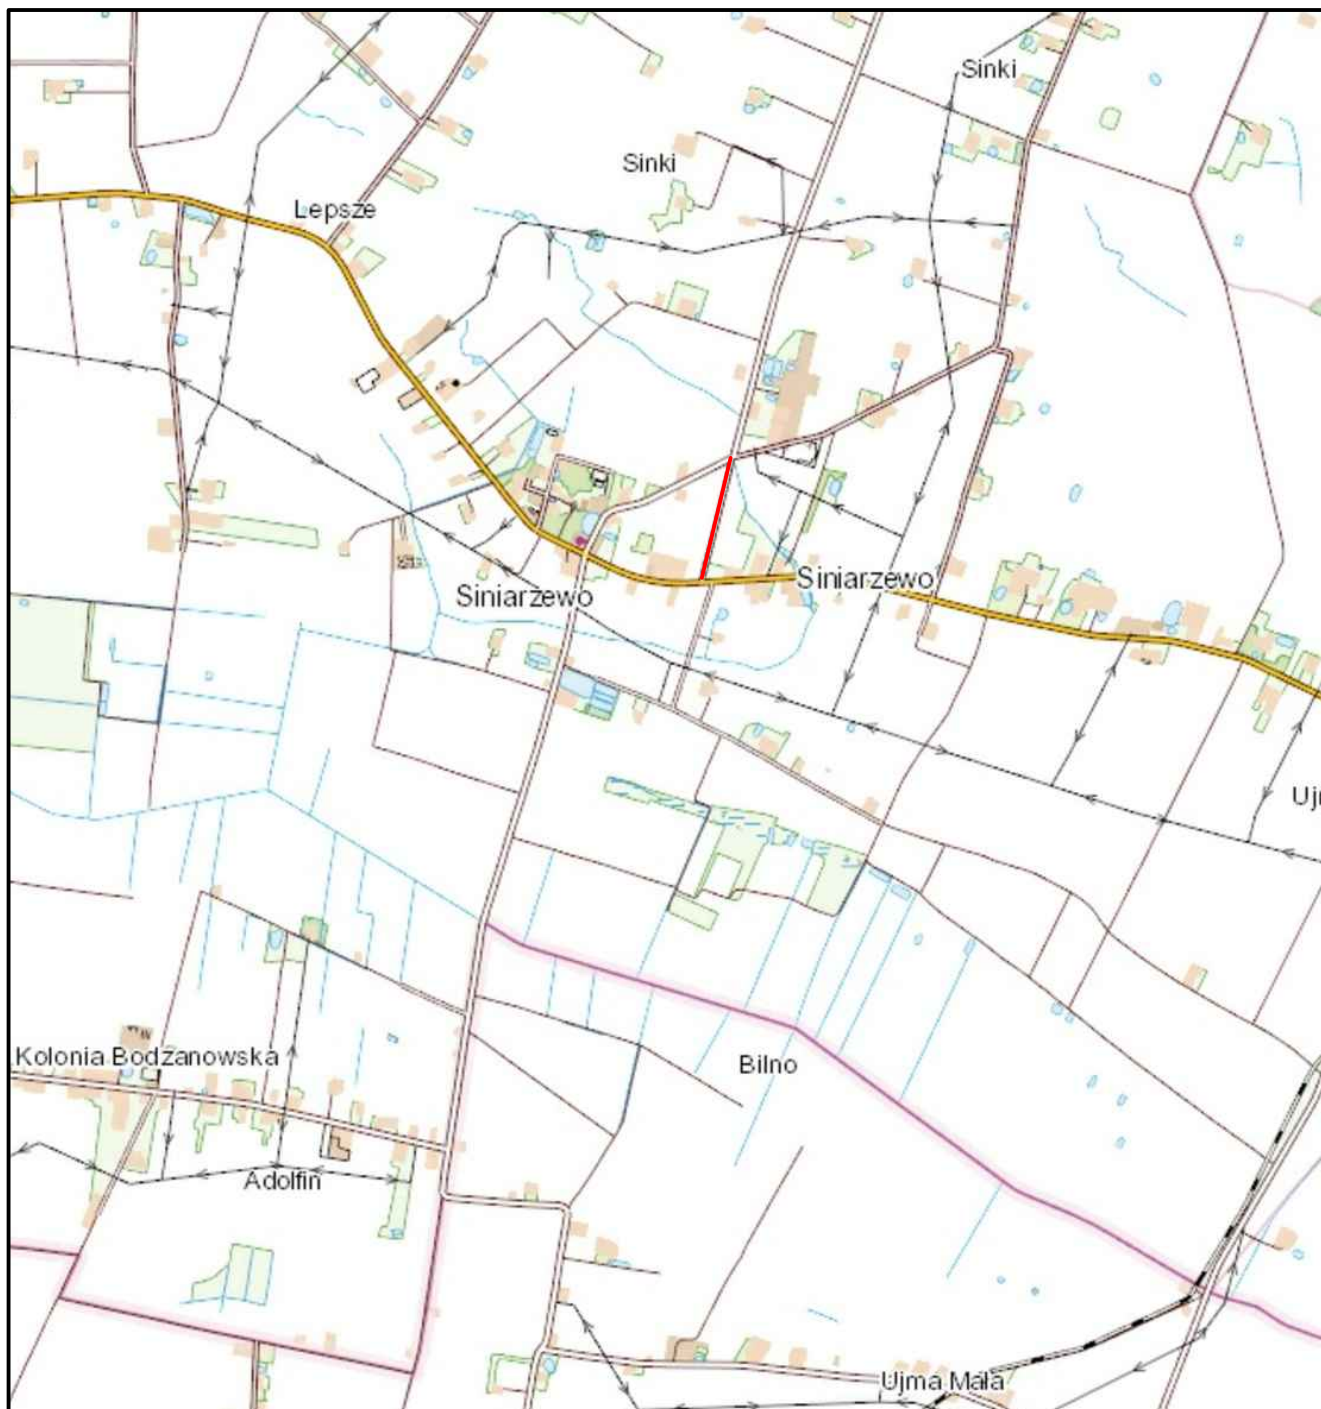 Sinki
Sinki
Lepsze
Siniarzewo
Siniarzewo
Kolonia Bodzanowska
Bilno
Adolfin
Ujma Mała